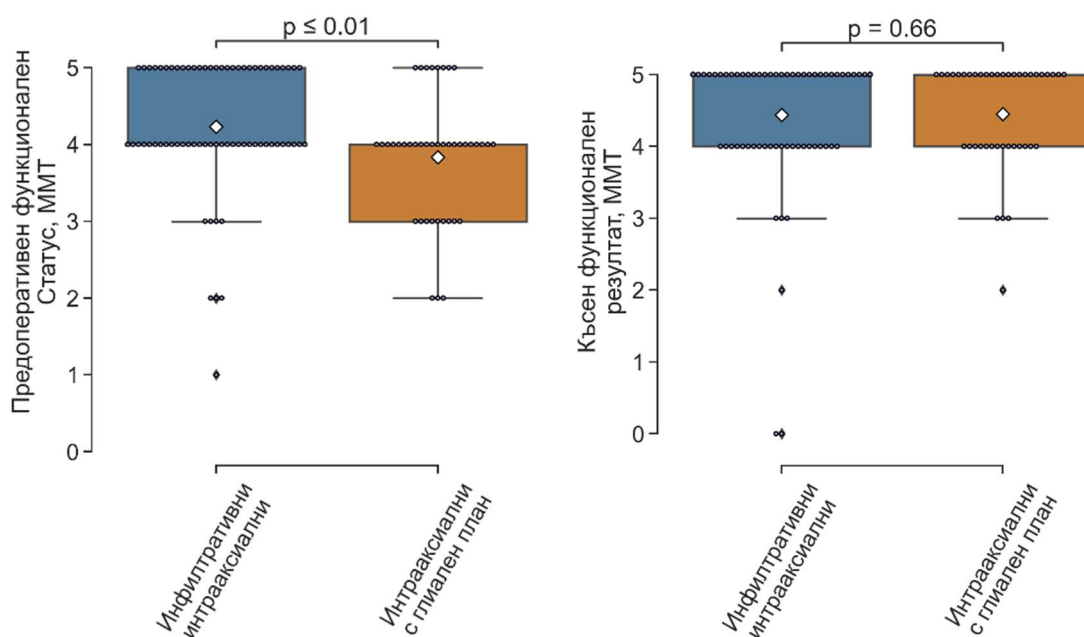 p ≤ 0.01
Предоперативен функционален
Статус, ММТ
5
4
3
2
1
0
Инфилтративни
интрааксиални
Интрааксиални
с глиален план
p = 0.66
Късен функционален
резултат, ММТ
5
4
3
2
1
0
Инфилтративни
интрааксиални
Интрааксиални
с глиален план